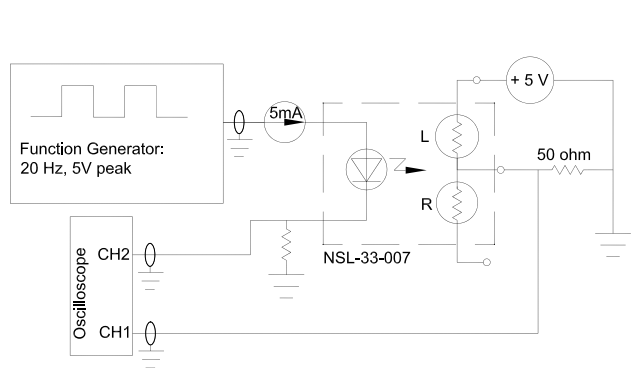 + 5 V
5mA
L
Function Generator:
20 Hz, 5V peak
50 ohm
R
NSL-33-007
CH2
Oscilloscope
CH1